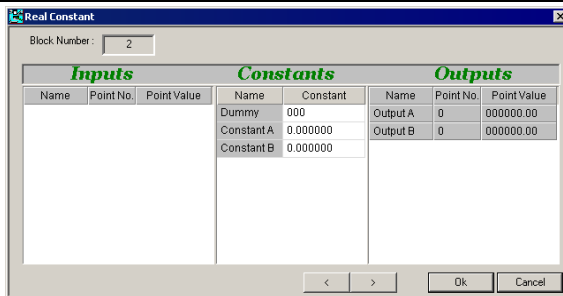 Real Constant
Block Number : 2
Inputs Constants Outputs
Name Point No. Point Value Name Constant Name Point No. Point Value
Dummy 000 Output A 0 000000.00
Constant A 0.000000 Output B 0 000000.00
Constant B 0.000000
< > Ok Cancel